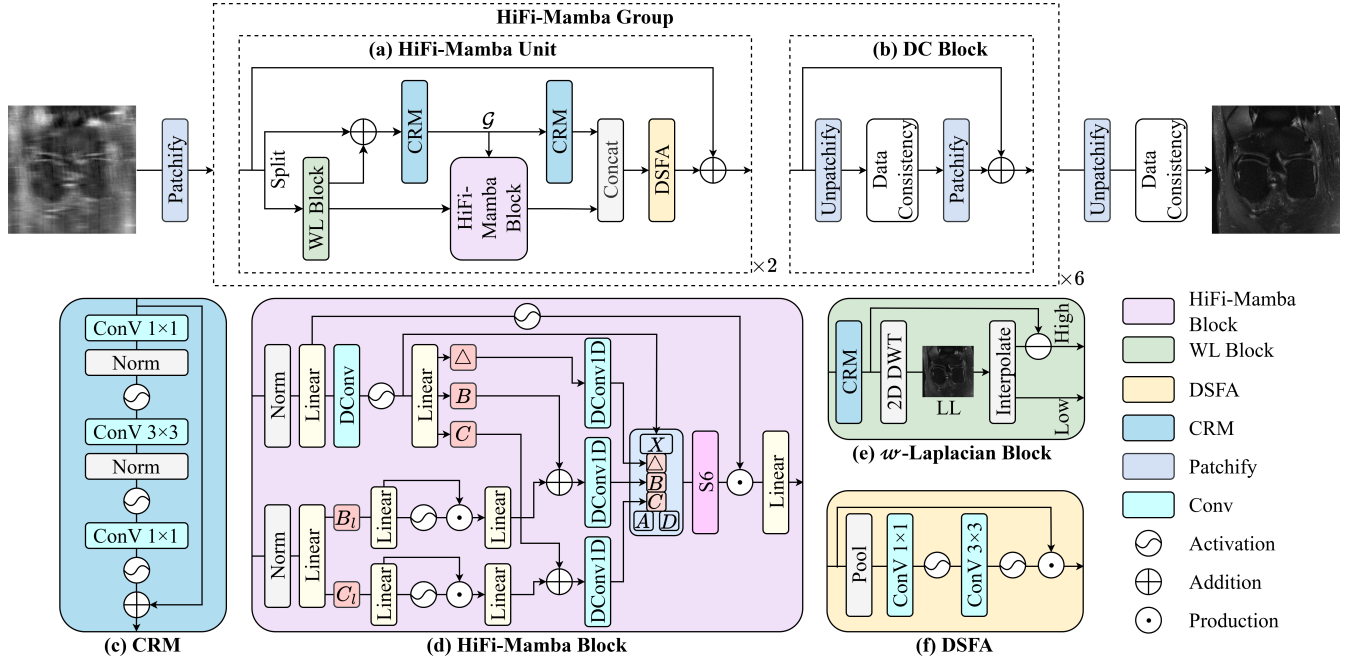 HiFi-Mamba Group
(a) HiFi-Mamba Unit
(b) DC Block
Patchify
Split
WL Block
CRM
𝒢
HiFi-
Mamba
Block
CRM
Concat
DSFA
×2
Unpatchify
Data
Consistency
Patchify
×6
Unpatchify
Data
Consistency
ConV 1×1
Norm
ConV 3×3
Norm
ConV 1×1
(c) CRM
Norm
Linear
DConv
Linear
△
B
C
DConv1D
DConv1D
DConv1D
Norm
Linear
B_l
Linear
Linear
C_l
Linear
Linear
X
△
B
C
A
D
S6
Linear
(d) HiFi-Mamba Block
CRM
2D DWT
LL
Interpolate
High
Low
(e) 𝓌-Laplacian Block
Pool
ConV 1×1
ConV 3×3
(f) DSFA
HiFi-Mamba
Block
WL Block
DSFA
CRM
Patchify
Conv
Activation
Addition
Production